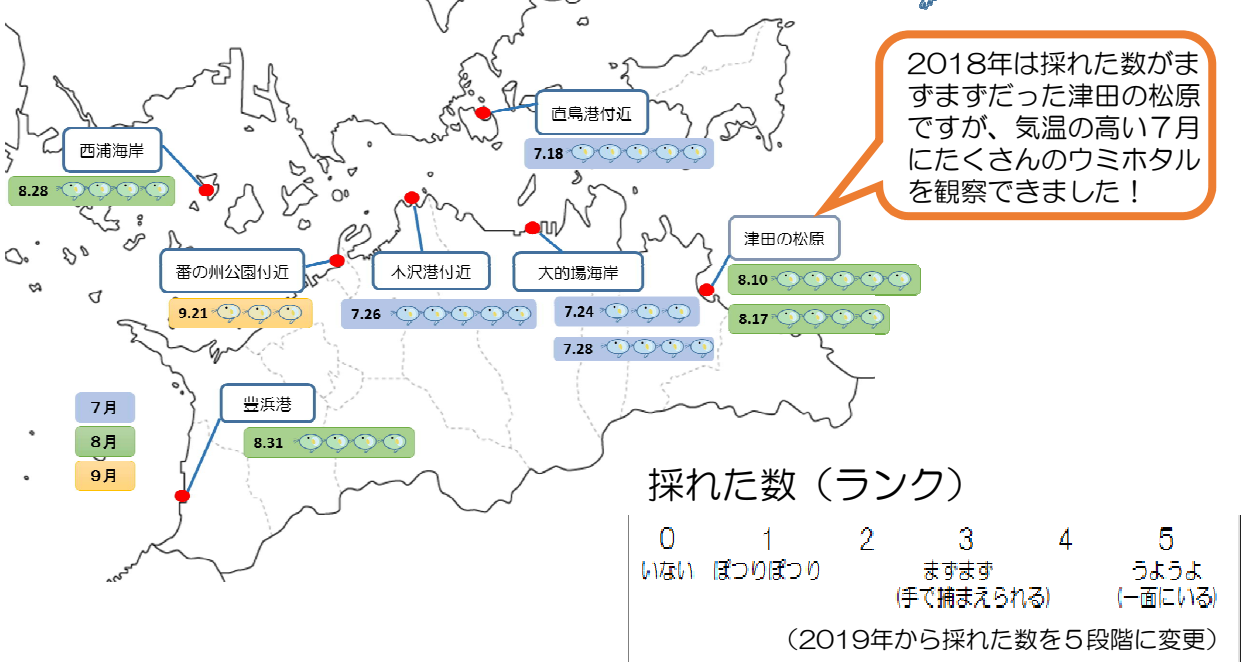 2018年は採れた数がま
ずまずだった津田の松原
ですが、気温の高い７月
にたくさんのウミホタル
を観察できました！
直島港付近
7.18
西浦海岸
8.28
津田の松原
8.10
8.17
番の州公園付近
9.21
木沢港付近
7.26
大的場海岸
7.24
7.28
豊浜港
8.31
7月
8月
9月
採れた数（ランク）
0 1 2 3 4 5
いない ぽつりぽつり まずまず うようよ
(手で捕まえられる) (一面にいる)
（2019年から採れた数を５段階に変更）